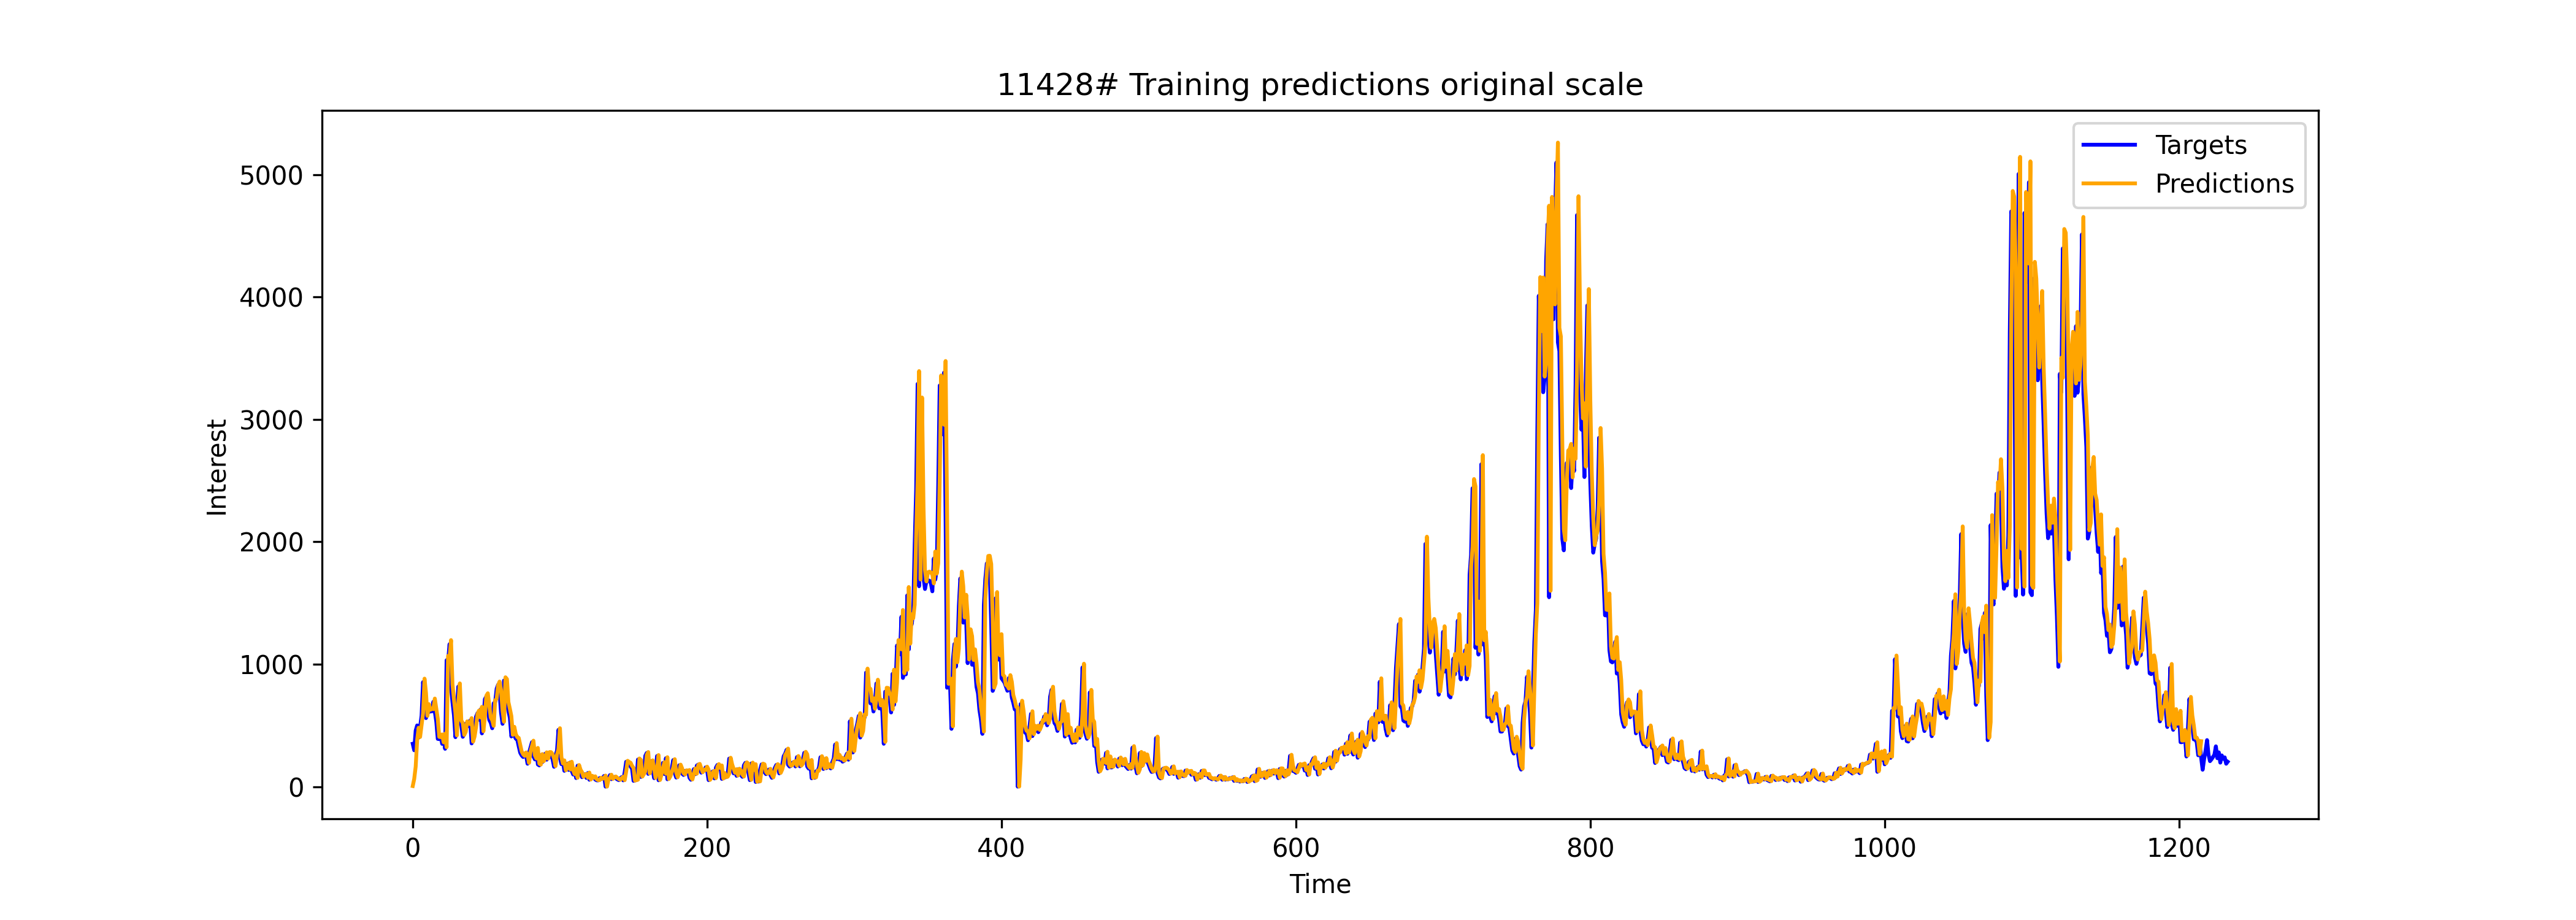 11428# Training predictions original scale
Targets
Predictions
5000
4000
3000
2000
1000
0
Interest
0 200 400 600 800 1000 1200
Time